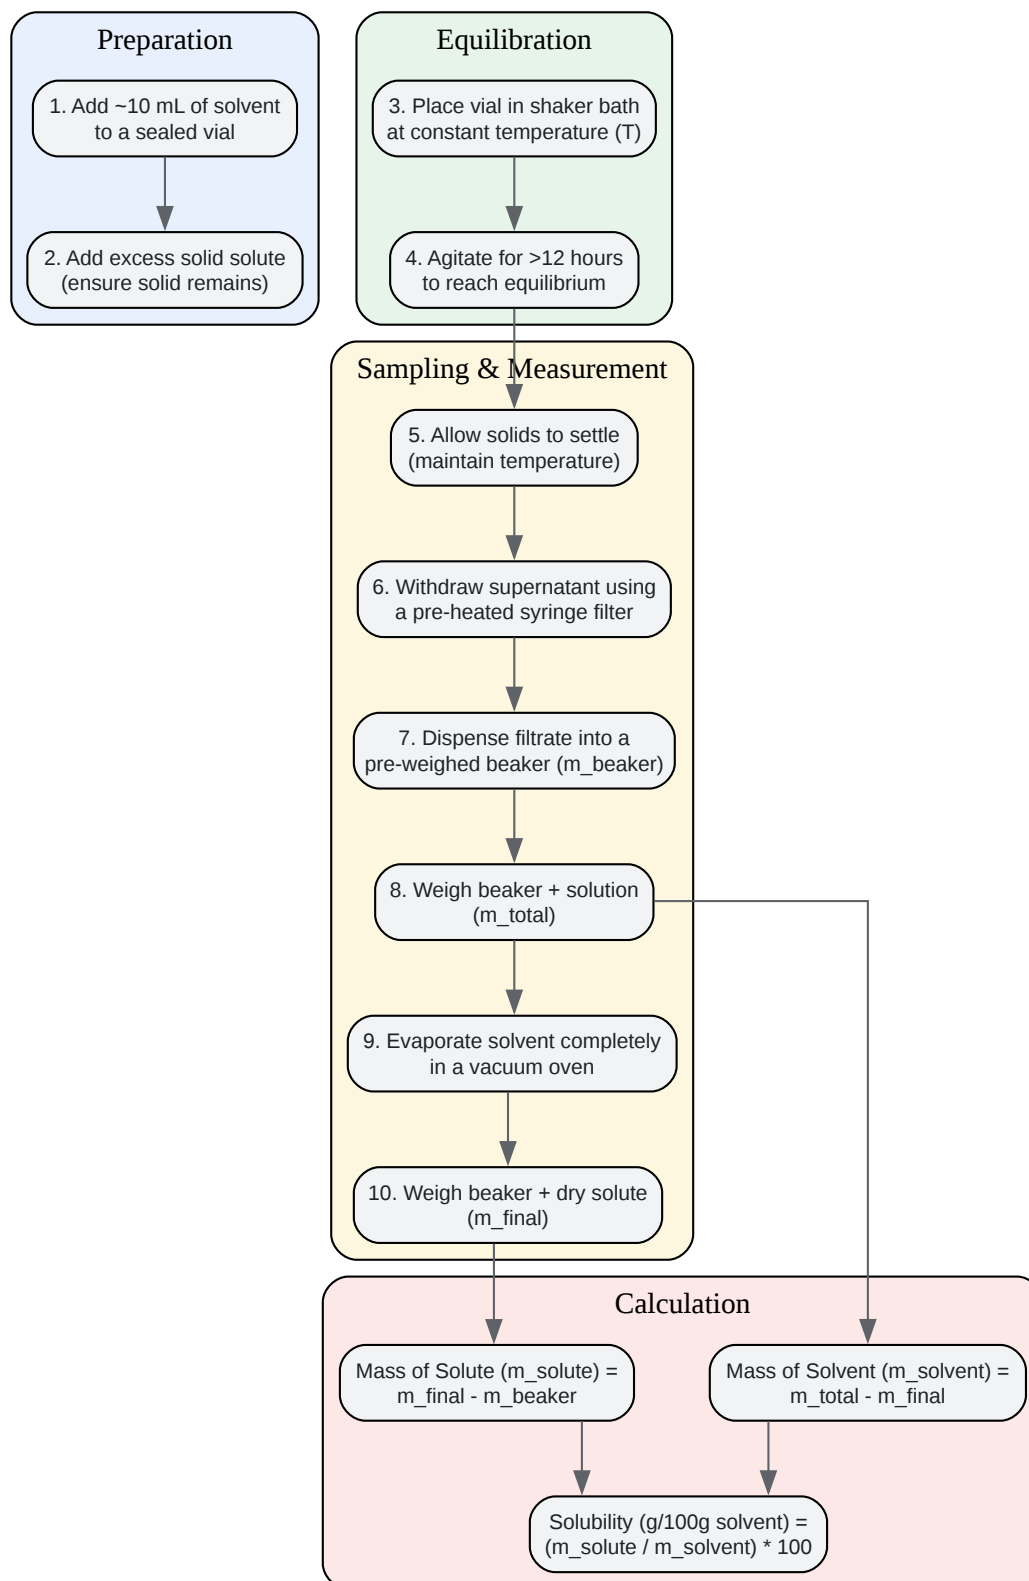 Preparation
1. Add ~10 mL of solvent
to a sealed vial
2. Add excess solid solute
(ensure solid remains)
Equilibration
3. Place vial in shaker bath
at constant temperature (T)
4. Agitate for >12 hours
to reach equilibrium
Sampling & Measurement
5. Allow solids to settle
(maintain temperature)
6. Withdraw supernatant using
a pre-heated syringe filter
7. Dispense filtrate into a
pre-weighed beaker (m_beaker)
8. Weigh beaker + solution
(m_total)
9. Evaporate solvent completely
in a vacuum oven
10. Weigh beaker + dry solute
(m_final)
Calculation
Mass of Solute (m_solute) =
m_final - m_beaker
Mass of Solvent (m_solvent) =
m_total - m_final
Solubility (g/100g solvent) =
(m_solute / m_solvent) * 100